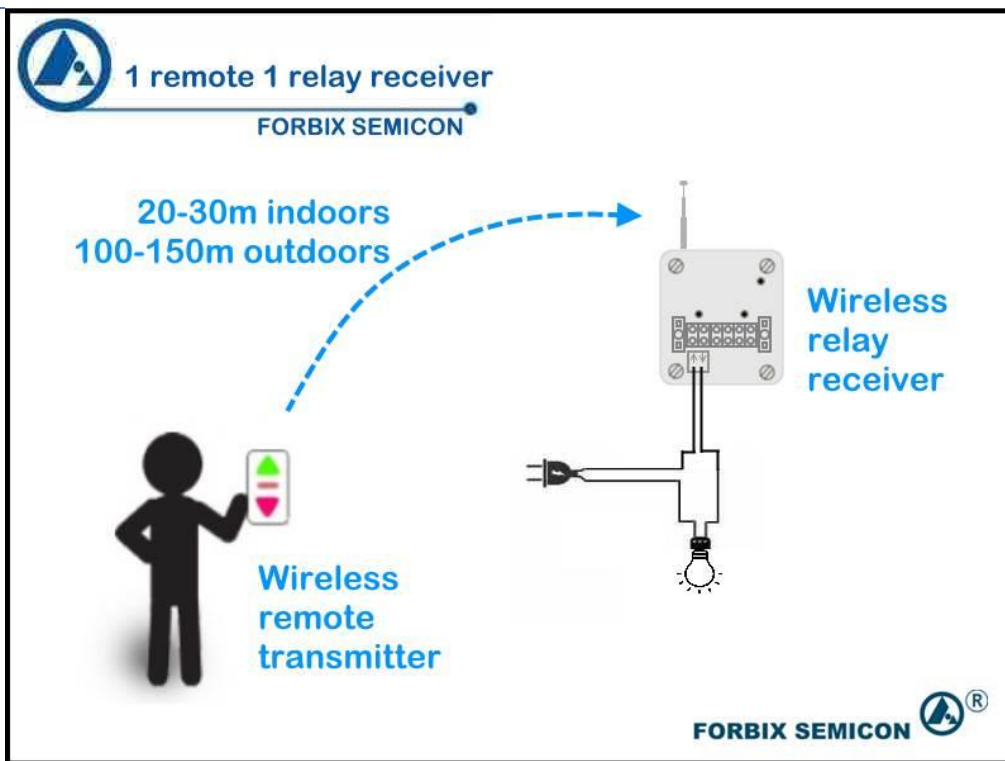 1 remote 1 relay receiver
FORBIX SEMICON
20-30m indoors
100-150m outdoors
Wireless
relay
receiver
Wireless
remote
transmitter
FORBIX SEMICON ®